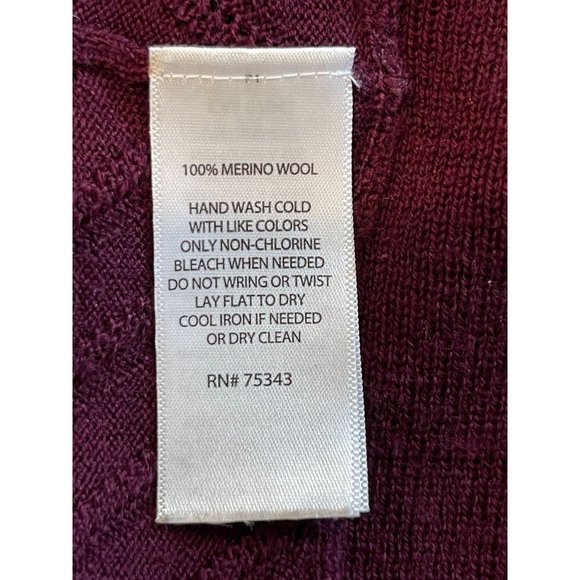 100% MERINO WOOL
HAND WASH COLD
WITH LIKE COLORS
ONLY NON-CHLORINE
BLEACH WHEN NEEDED
DO NOT WRING OR TWIST
LAY FLAT TO DRY
COOL IRON IF NEEDED
OR DRY CLEAN
RN# 75343